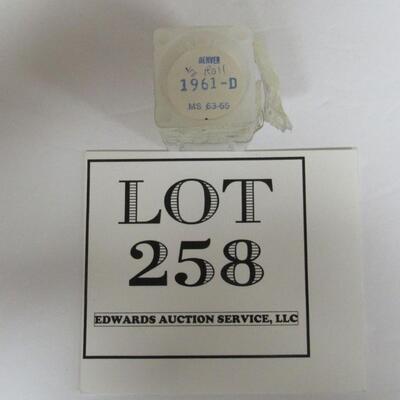 DENVER
1/2 Roll
1961-D
MS 63-65
LOT
258
EDWARDS AUCTION SERVICE, LLC